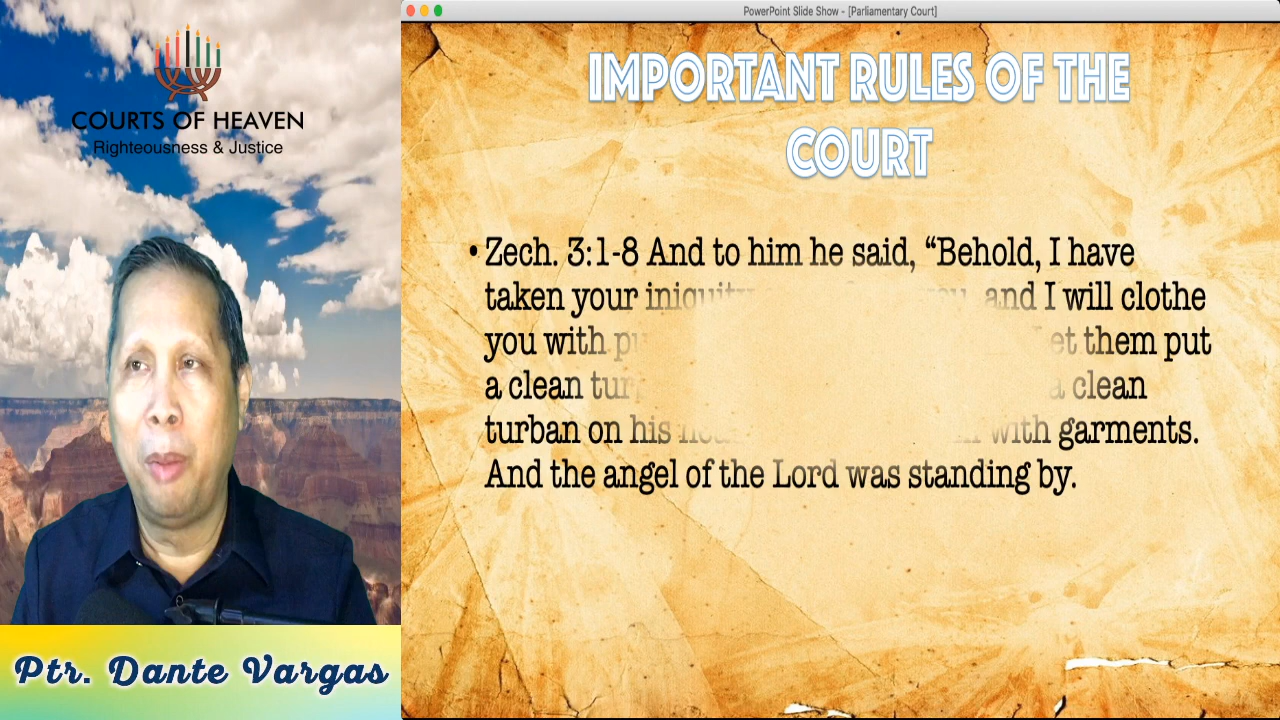 PowerPoint Slide Show - [Parliamentary Court]
COURTS OF HEAVEN
Righteousness & Justice
IMPORTANT RULES OF THE
COURT
• Zech. 3:1-8 And to him he said, “Behold, I have
taken your iniquity you, and I will clothe
you with them put
a clean a clean
turban on his with garments.
And the angel of the Lord was standing by.
Ptr. Dante Vargas